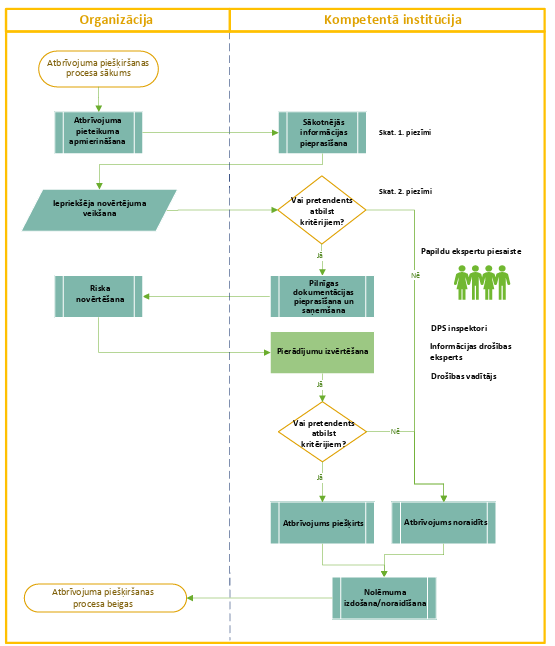 Organizācija
Kompetentā institūcija
Atbrīvojuma piešķiršanas
procesa sākums
Atbrīvojuma
pieteikuma
apmierināšana
Sākotnējās
informācijas
pieprasīšana
Skat. 1. piezīmi
Iepriekšēja novērtējuma
veikšana
Vai pretendents
atbilst
kritērijiem?
Skat. 2. piezīmi
Jā
Nē
Papildu ekspertu piesaiste
Riska
novērtēšana
Pilnīgas
dokumentācijas
pieprasīšana un
saņemšana
DPS inspektori
Informācijas drošības
eksperts
Drošības vadītājs
Pierādījumu izvērtēšana
Jā
Vai pretendents
atbilst
kritērijiem?
Nē
Jā
Atbrīvojums piešķirts
Atbrīvojums noraidīts
Nolēmuma
izdošana/noraidīšana
Atbrīvojuma piešķiršanas
procesa beigas